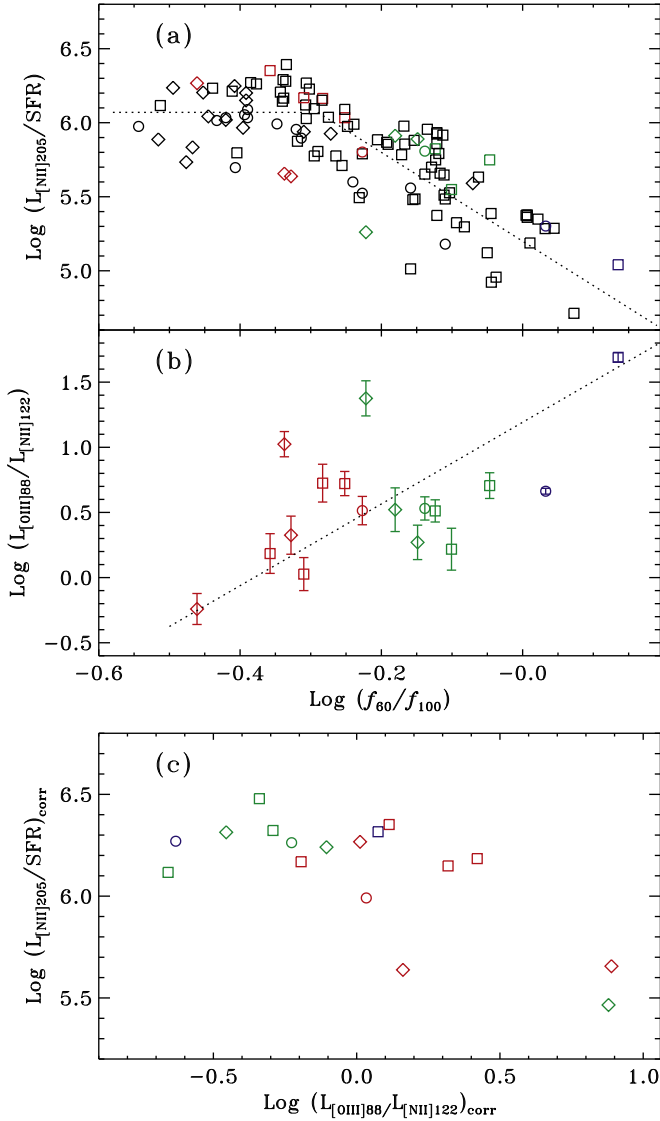 (a)
6.5
6.0
5.5
5.0
Log (L[NII]205/SFR)
(b)
1.5
1.0
0.5
0.0
−0.5
Log (L[OIII]88/L[NII]122)
−0.6 −0.4 −0.2 −0.0
Log (f60/f100)
(c)
6.5
6.0
5.5
Log (L[NII]205/SFR)corr
−0.5 0.0 0.5 1.0
Log (L[OIII]88/L[NII]122)corr